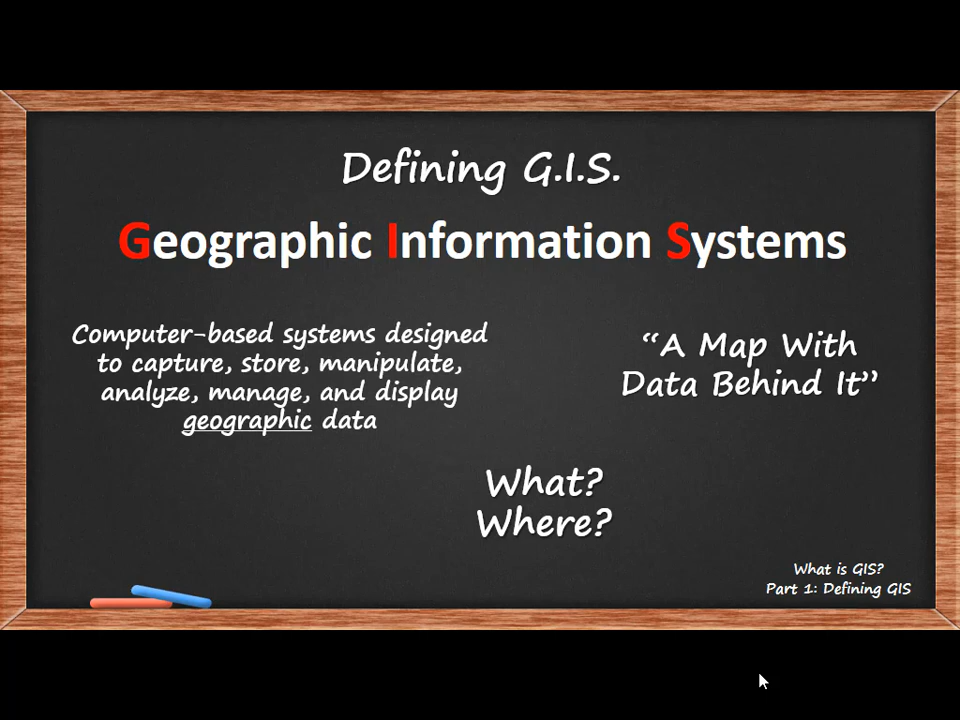 Defining G.I.S.
Geographic Information Systems
Computer-based systems designed
to capture, store, manipulate,
analyze, manage, and display
geographic data
“A Map With
Data Behind It”
What?
Where?
What is GIS?
Part 1: Defining GIS